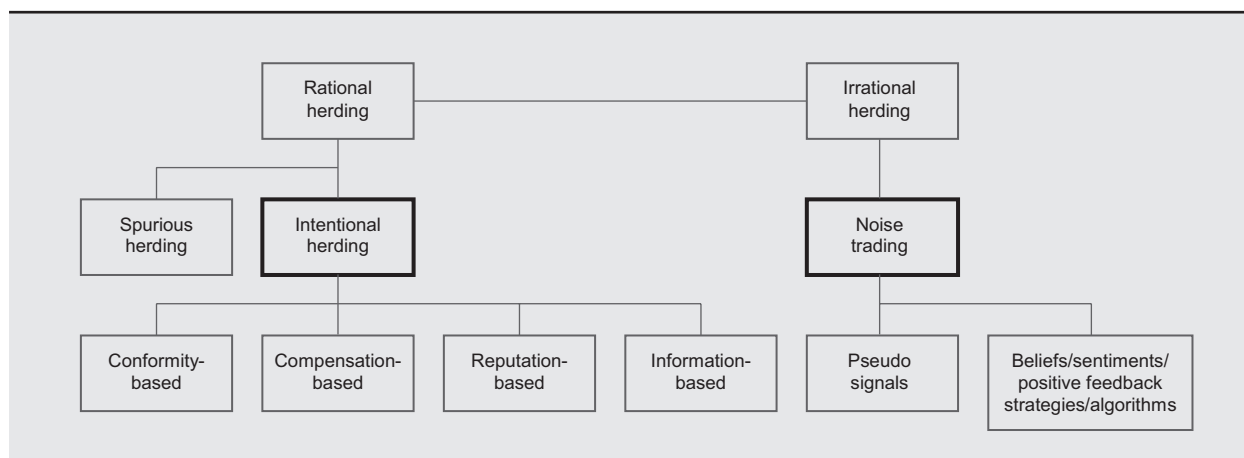 Rational
herding
Irrational
herding
Spurious
herding
Intentional
herding
Noise
trading
Conformity-
based
Compensation-
based
Reputation-
based
Information-
based
Pseudo
signals
Beliefs/sentiments/
positive feedback
strategies/algorithms